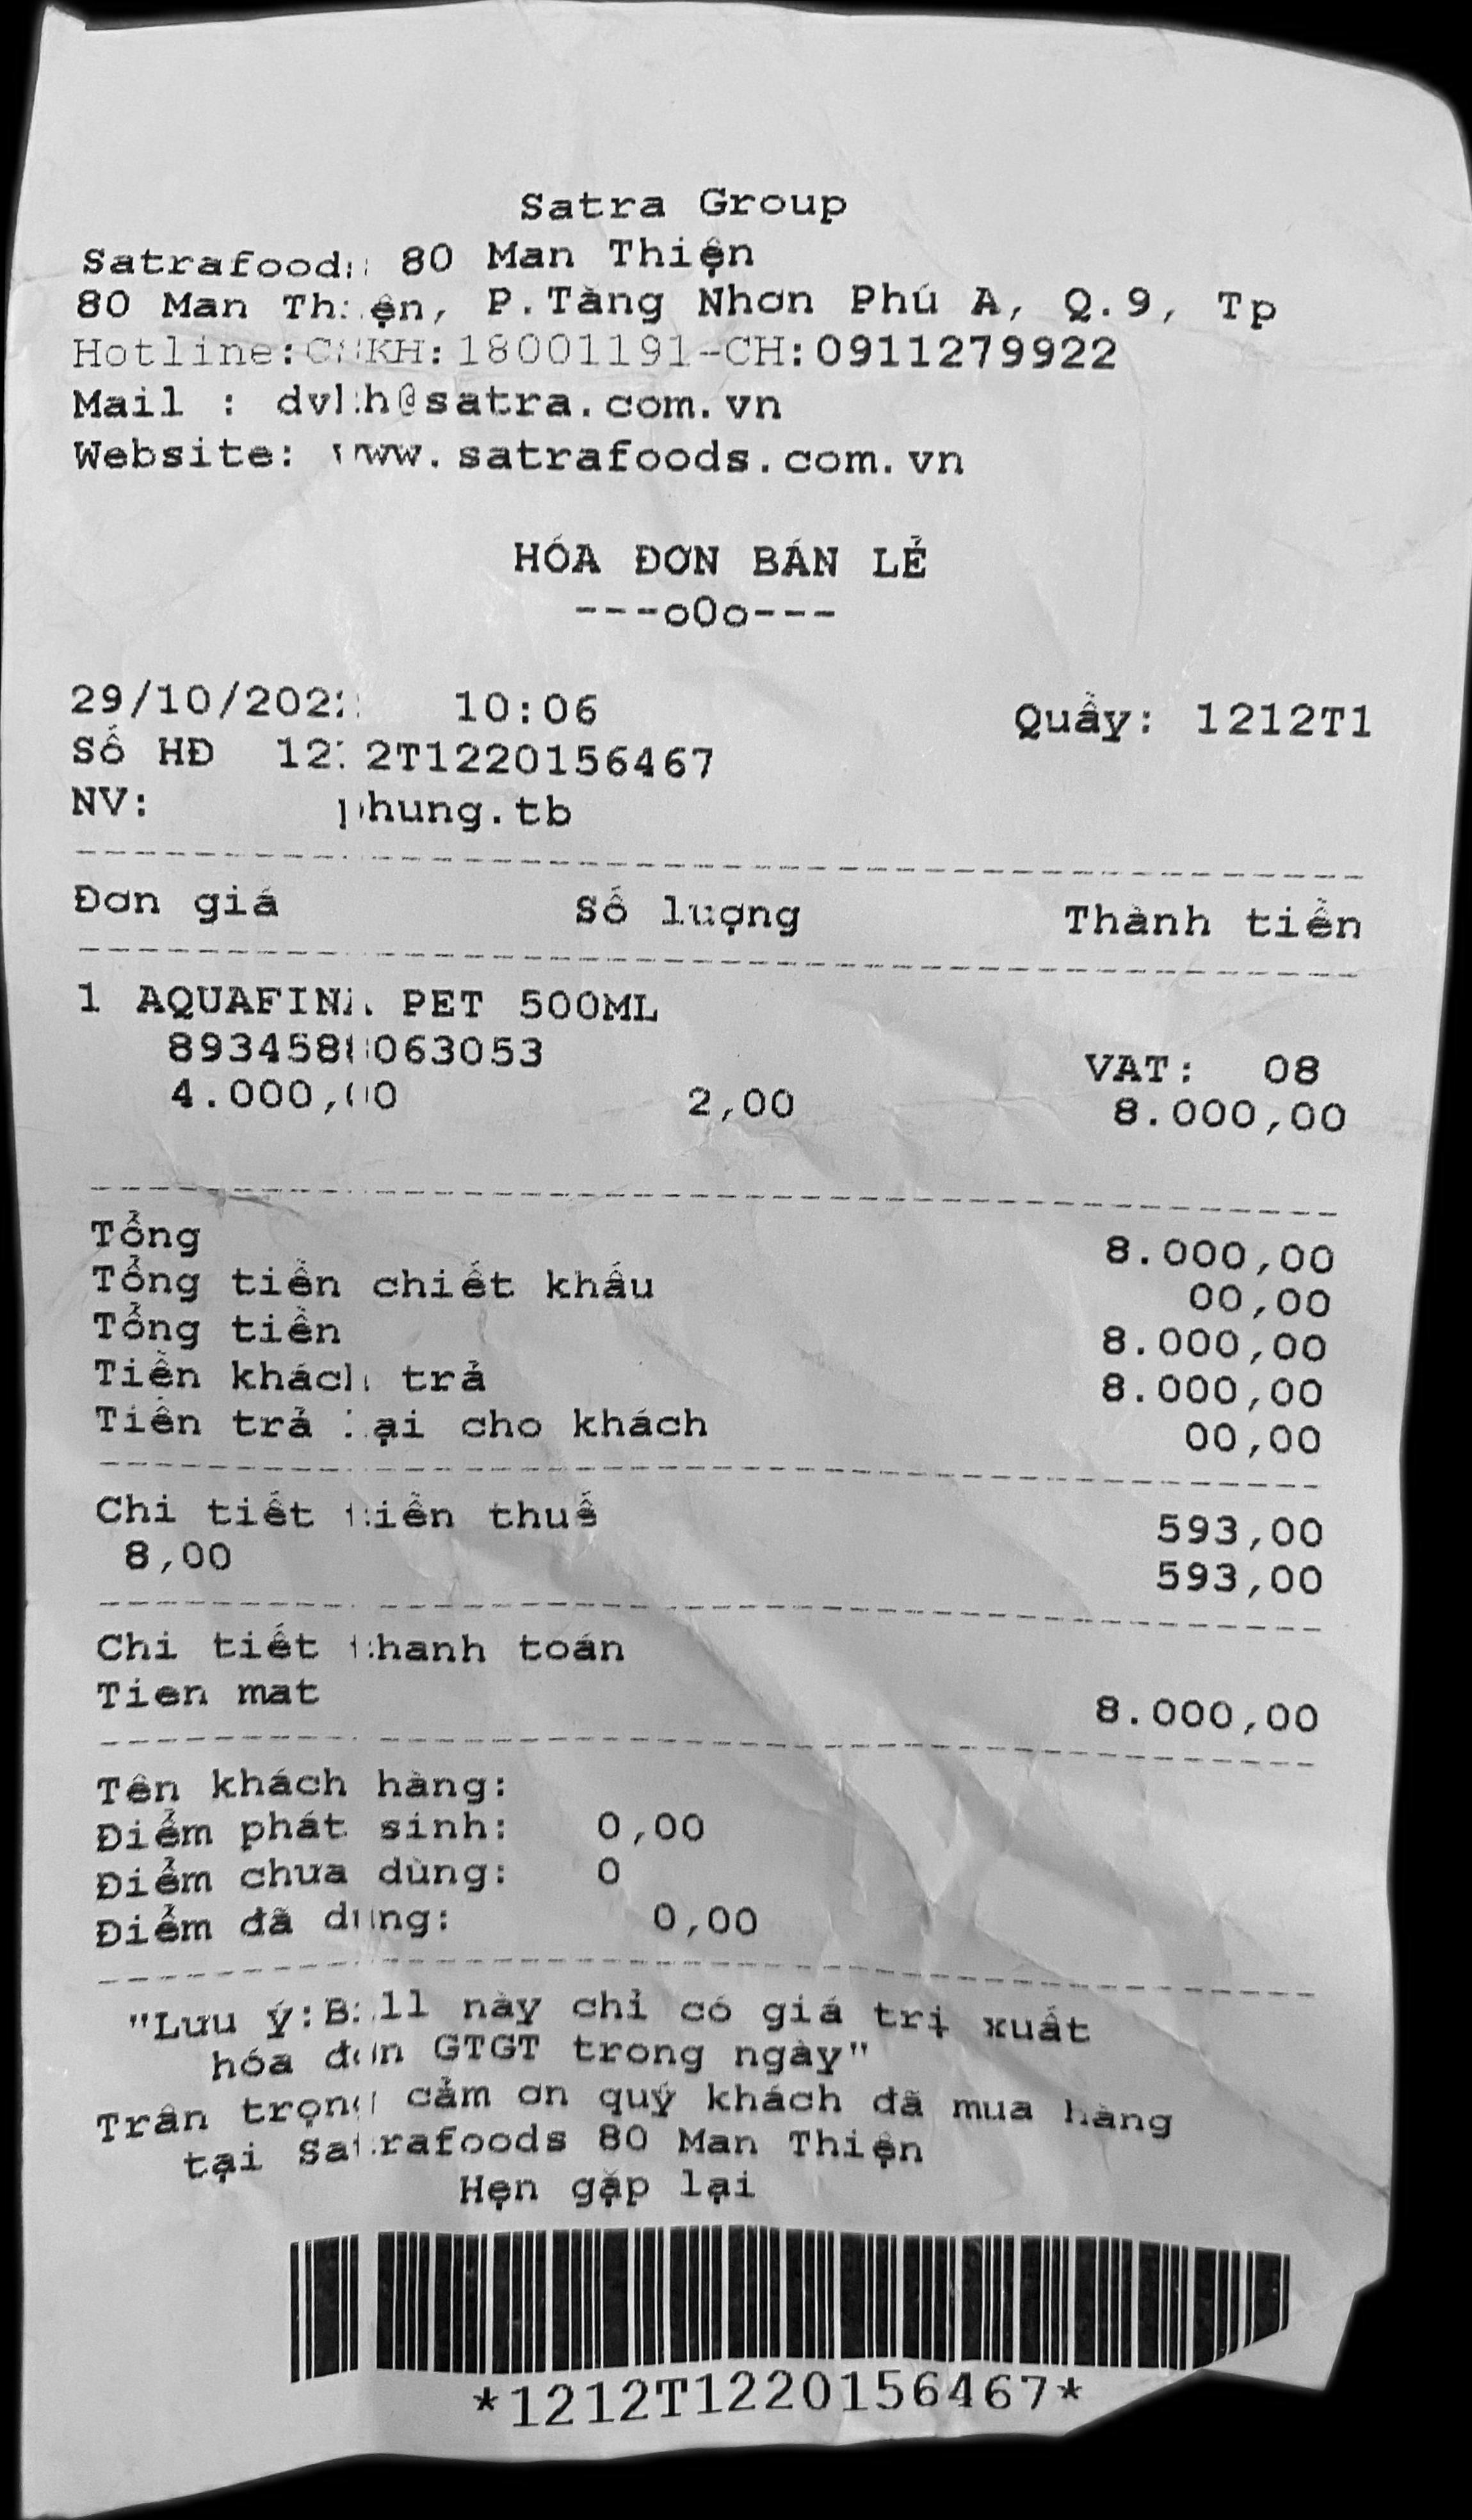 Satra Group
Satrafoods 80 Man Thiện
80 Man Thiện, P.Tăng Nhơn Phú A, Q.9, Tp
Hotline:CSKH:18001191-CH:0911279922
Mail : dvkh@satra.com.vn
Website: www.satrafoods.com.vn
HÓA ĐƠN BÁN LẺ
---oOo---
10:06 Quầy: 1212T1
Số HĐ 1212T1220156467
NV: phung.tb
Đơn giá Số lượng Thành tiền
1 AQUAFINA PET 500ML
8934588063053 VAT: 08
4.000,00 2,00 8.000,00
Tổng 8.000,00
Tổng tiền chiết khấu 00,00
Tổng tiền 8.000,00
Tiền khách trả 8.000,00
Tiền trả lại cho khách 00,00
Chi tiết tiền thuế 593,00
8,00 593,00
Chi tiết thanh toán
Tien mat 8.000,00
Tên khách hàng:
Điểm phát sinh: 0,00
Điểm chưa dùng: 0
Điểm đã dùng: 0,00
"Lưu ý:Bill này chỉ có giá trị xuất
hóa đơn GTGT trong ngày"
Trân trọng cảm ơn quý khách đã mua hàng
tại Satrafoods 80 Man Thiện
Hẹn gặp lại
*1212T1220156467*